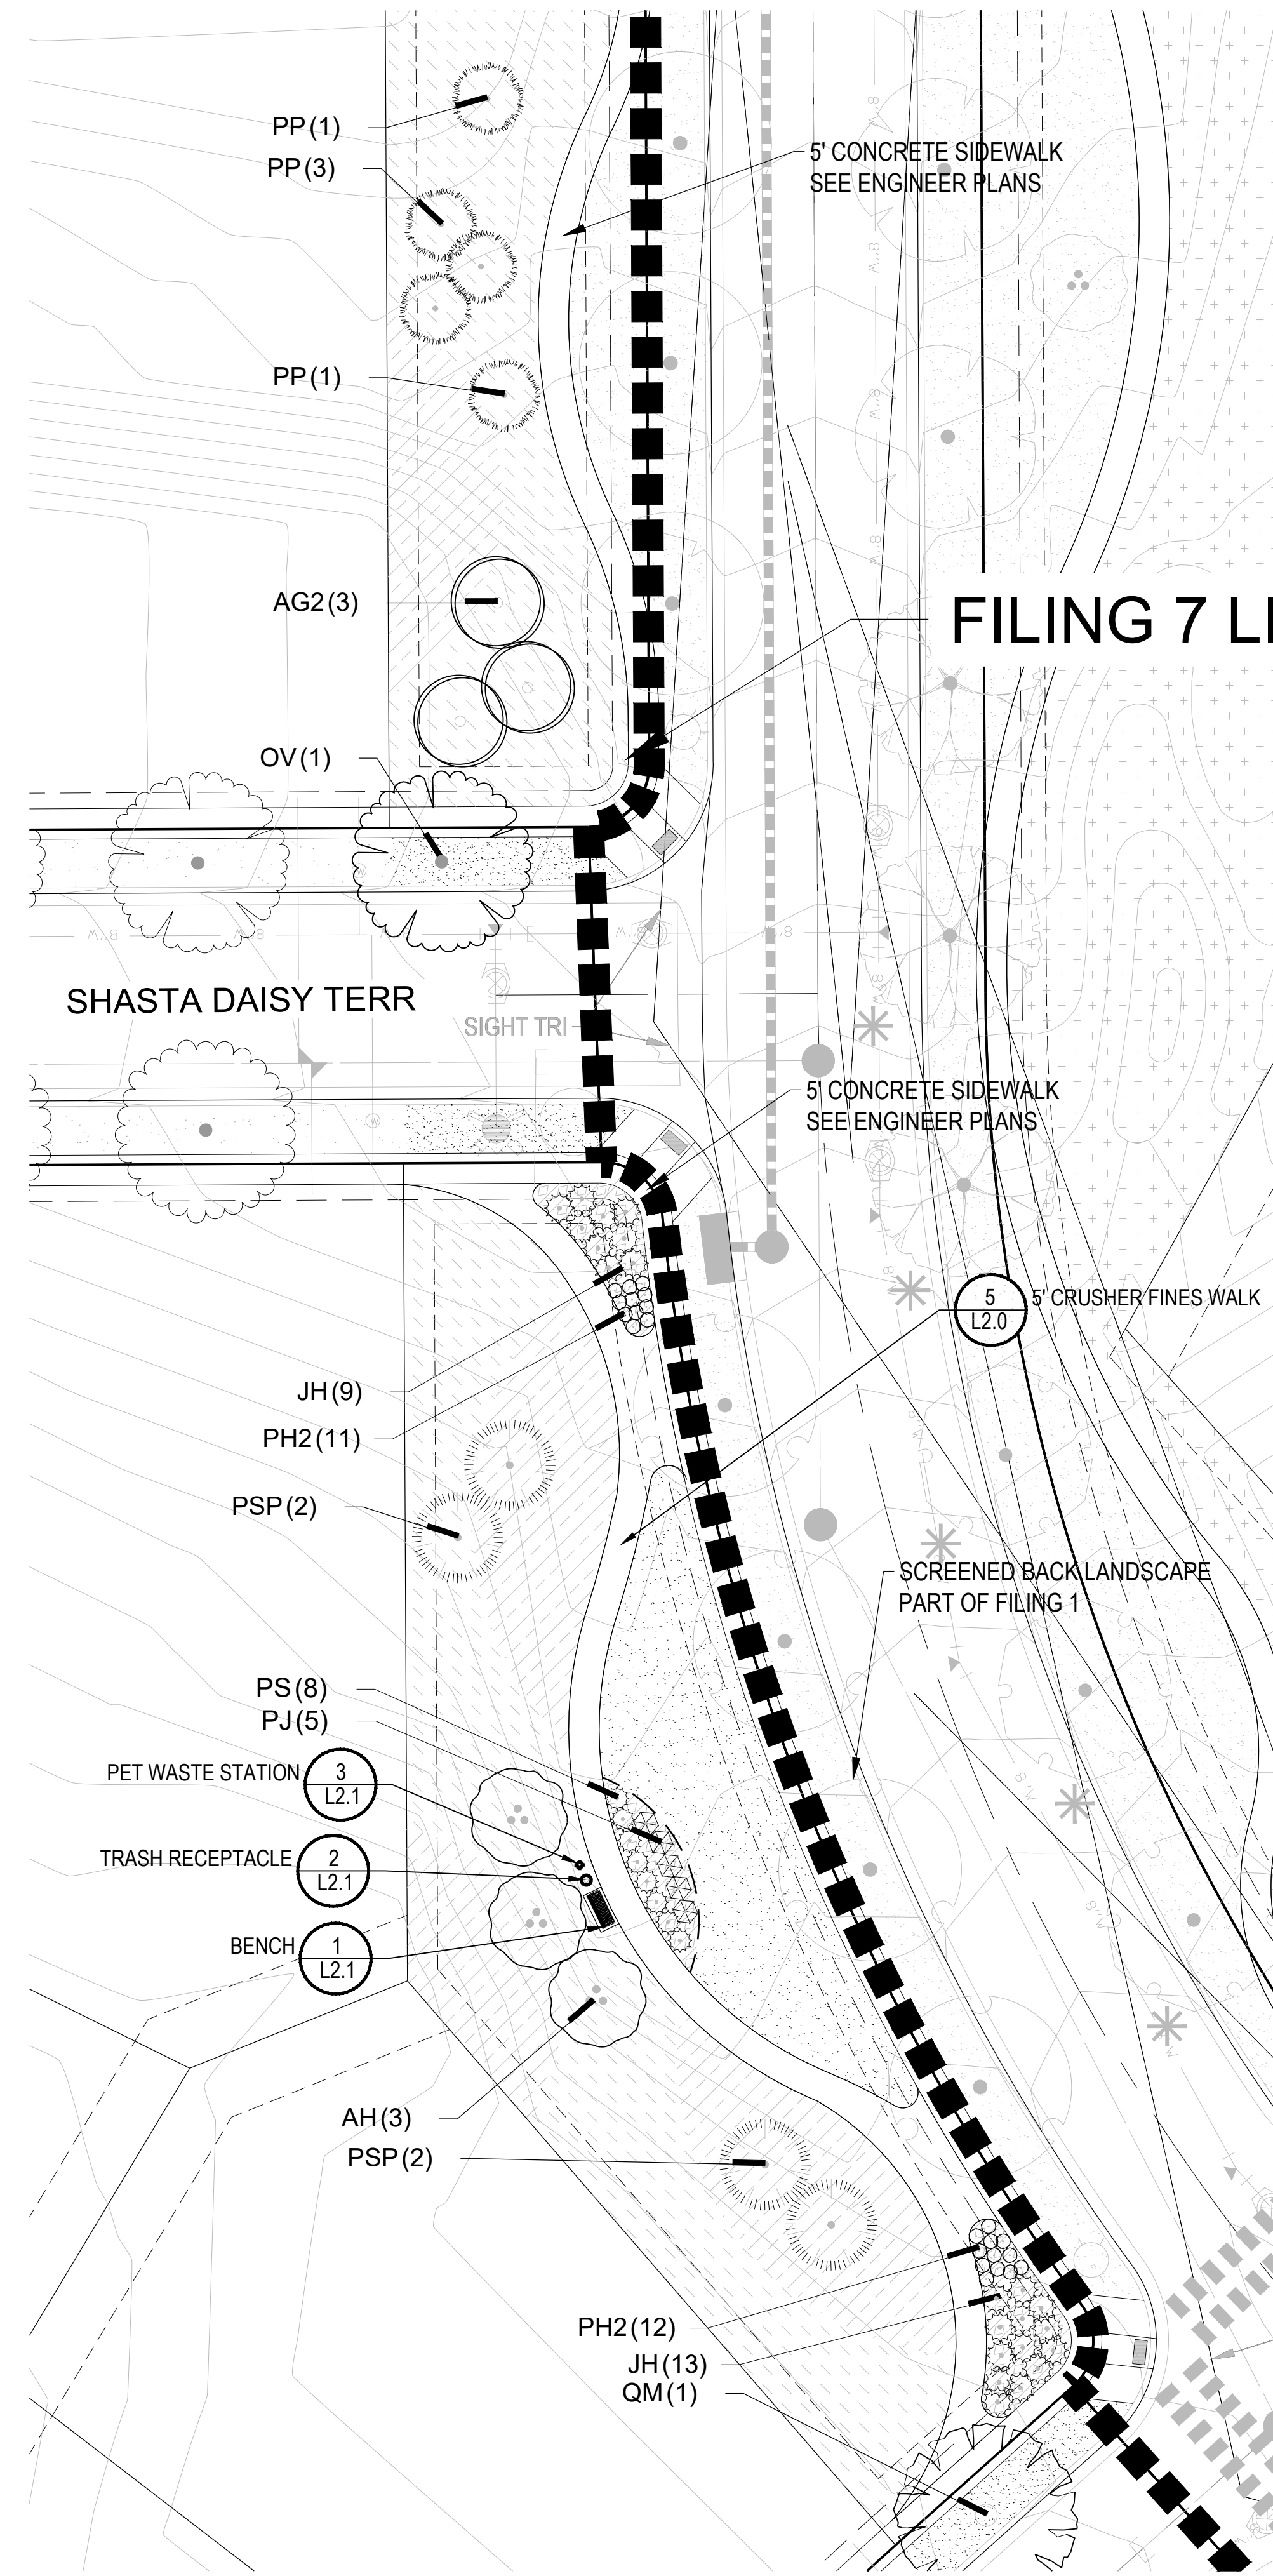 PP(1)
5' CONCRETE SIDEWALK
SEE ENGINEER PLANS
PP(3)
PP(1)
AG2(3)
FILING 7 LI
OV(1)
8"W
8"W
SHASTA DAISY TERR
SIGHT TRI
5' CONCRETE SIDEWALK
SEE ENGINEER PLANS
5
L2.0
5' CRUSHER FINES WALK
JH(9)
PH2(11)
PSP(2)
SCREENED BACK LANDSCAPE
PART OF FILING 1
PS(8)
PJ(5)
PET WASTE STATION
3
L2.1
TRASH RECEPTACLE
2
L2.1
BENCH
1
L2.1
AH(3)
PSP(2)
PH2(12)
JH(13)
QM(1)